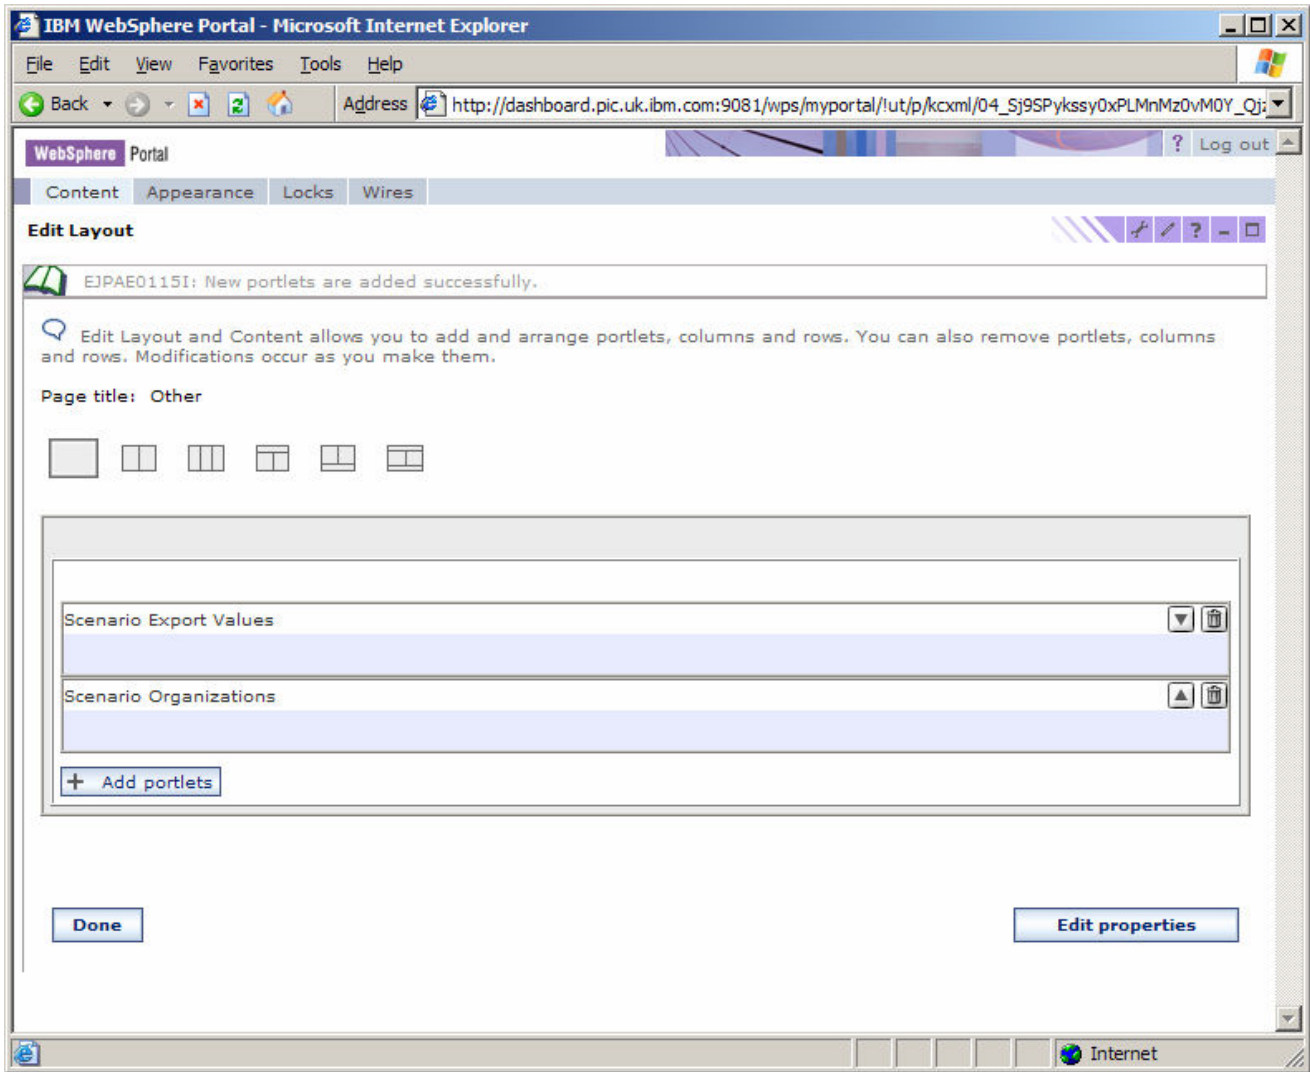 IBM WebSphere Portal - Microsoft Internet Explorer
File Edit View Favorites Tools Help
Back Address http://dashboard.pic.uk.ibm.com:9081/wps/myportal/!ut/p/kcxml/04_Sj9SPykssy0xPLMnMz0vM0Y_Qjz
WebSphere Portal ? Log out
Content Appearance Locks Wires
Edit Layout ?
EJPAE0115I: New portlets are added successfully.
Edit Layout and Content allows you to add and arrange portlets, columns and rows. You can also remove portlets, columns
and rows. Modifications occur as you make them.
Page title: Other
Scenario Export Values
Scenario Organizations
+ Add portlets
Done Edit properties
Internet